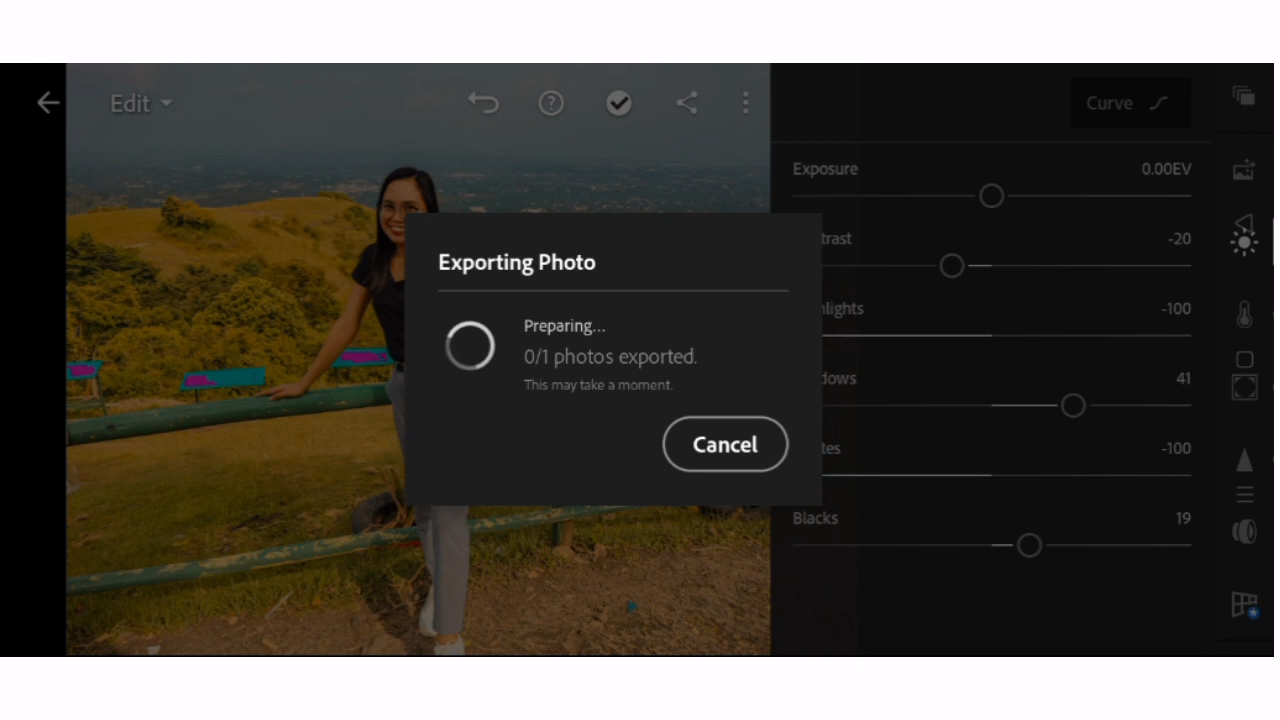 Edit
Curve
Exposure 0.00EV
trast -20
lights -100
dows 41
tes -100
Blacks 19
Exporting Photo
Preparing...
0/1 photos exported.
This may take a moment.
Cancel